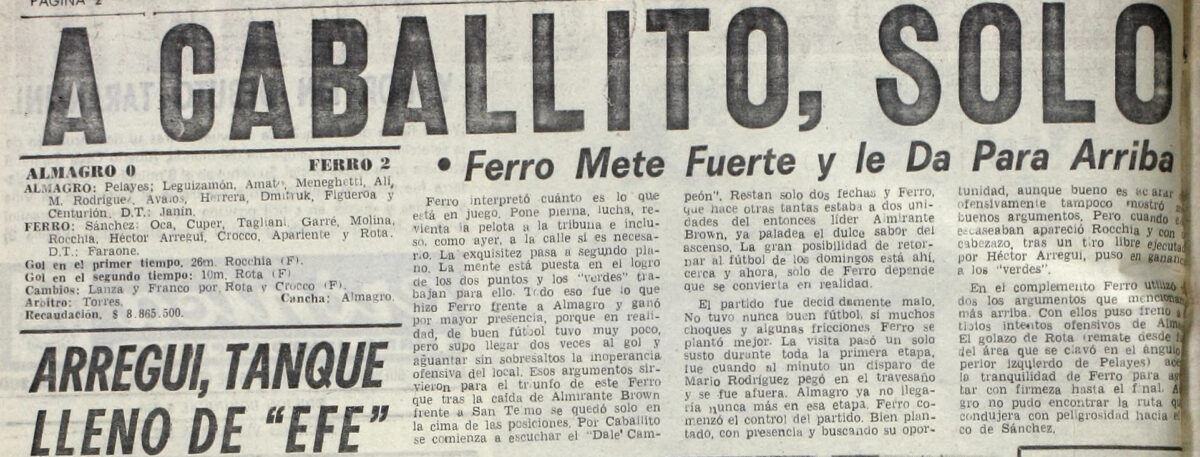 PAGINA 2
A CABALLITO, SOLO
• Ferro Mete Fuerte y le Da Para Arriba
ALMAGRO 0 FERRO 2
ALMAGRO: Pelayes; Leguizamón, Amato, Meneghetti, Alí,
M. Rodríguez, Avalos, Herrera, Dmitruk, Figueroa y
Centurión. D.T.: Janín.
FERRO: Sánchez: Oca, Cuper, Tagliani, Garré, Molina,
Rocchia, Héctor Arregui, Crocco, Apariente y Rota.
D.T.: Faraone.
Gol en el primer tiempo, 26m. Rocchia (F)
Gol en el segundo tiempo: 10m, Rota (F)
Cambios: Lanza y Franco por Rota y Crocco (F).
Arbitro: Torres. Cancha: Almagro.
Recaudación, $ 8.865.500.
ARREGUI, TANQUE
LLENO DE "EFE"
Ferro interpretó cuánto es lo que
está en juego. Pone pierna, lucha, re-
vienta la pelota a la tribuna e inclu-
so, como ayer, a la calle si es necesa-
rio. La exquisitez pasa a segundo pla-
no. La mente está puesta en el logro
de los dos puntos y los "verdes" tra-
bajan para ello. Todo eso fue lo que
hizo Ferro frente a Almagro y ganó
por mayor presencia, porque en reali-
dad, de buen fútbol tuvo muy poco,
pero supo llegar dos veces al gol y
aguantar sin sobresaltos la inoperancia
ofensiva del local. Esos argumentos sir-
vieron para el triunfo de este Ferro
que tras la caída de Almirante Brown
frente a San Telmo se quedó solo en
la cima de las posiciones. Por Caballito
se comienza a escuchar el "Dale' Cam-
peón". Restan solo dos fechas y Ferro,
que hace otras tantas estaba a dos uni-
dades del entonces líder Almirante
Brown, ya paladea el dulce sabor del
ascenso. La gran posibilidad de retor-
nar al fútbol de los domingos está ahí,
cerca y ahora, solo de Ferro depende
que se convierta en realidad.
El partido fue decididamente malo,
No tuvo nunca buen fútbol, sí muchos
choques y algunas fricciones Ferro se
plantó mejor. La visita pasó un solo
susto durante toda la primera etapa,
fue cuando al minuto un disparo de
Mario Rodríguez pegó en el travesaño
y se fue afuera. Almagro ya no llega-
ría nunca más en esa etapa. Ferro co-
menzó el control del partido. Bien plan-
tado, con presencia y buscando su opor-
tunidad, aunque bueno es aclarar
ofensivamente tampoco mostró
buenos argumentos. Pero cuando
escaseaban apareció Rocchia y con
cabezazo, tras un tiro libre ejecutad
por Héctor Arregui, puso en gananc
a los "verdes".
En el complemento Ferro utilizó
dos los argumentos que mencionam
más arriba. Con ellos puso freno a
tibios intentos ofensivos de Alma
El golazo de Rota (remate desde
del área que se clavó en el ángulo
perior izquierdo de Pelayes)
la tranquilidad de Ferro para
tar con firmeza hasta el final. A
gro no pudo encontrar la ruta q
condujera con peligrosidad hacia el
co de Sánchez.